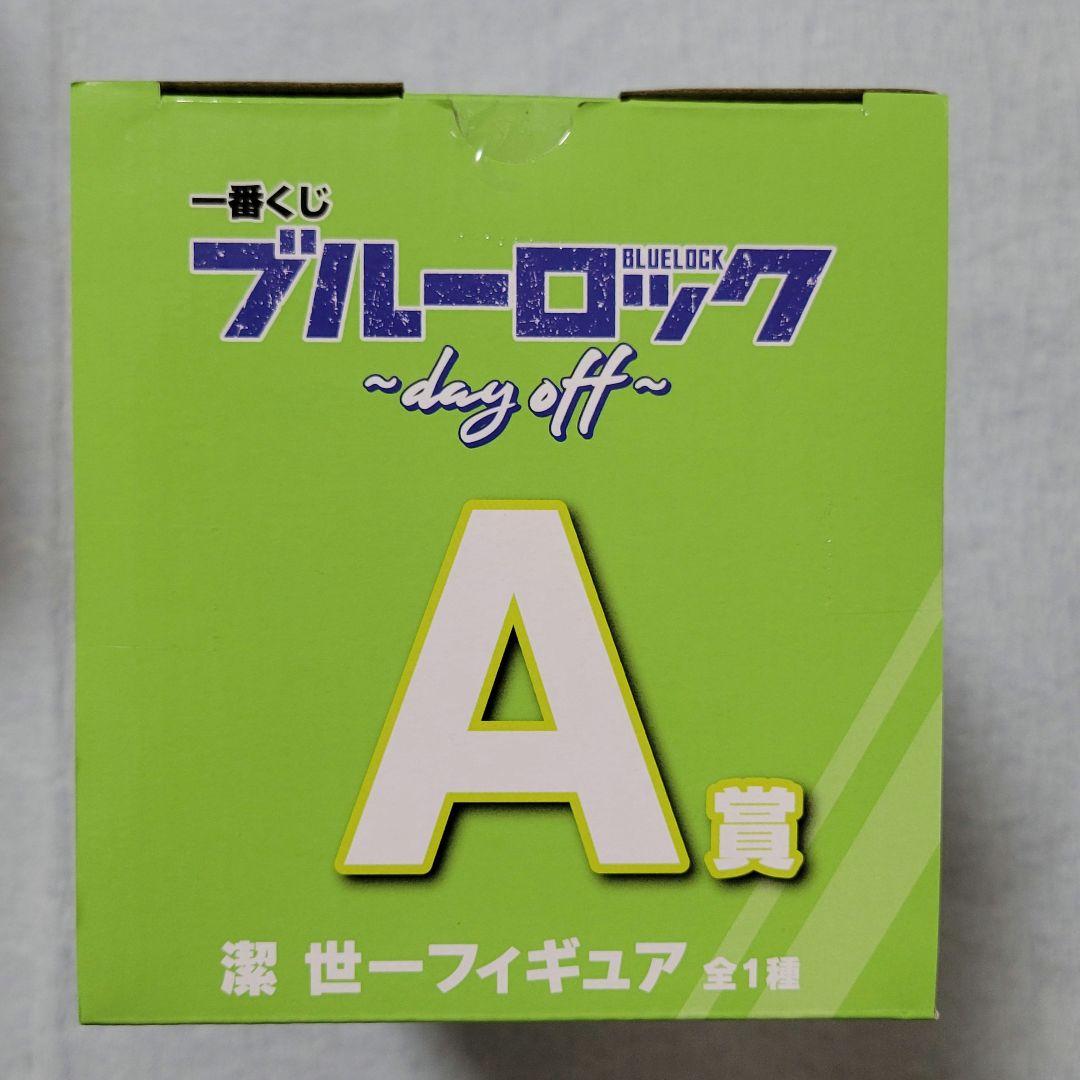 一番くじ
ブルーロック
BLUELOCK
~day off~
A賞
潔 世一フィギュア 全1種